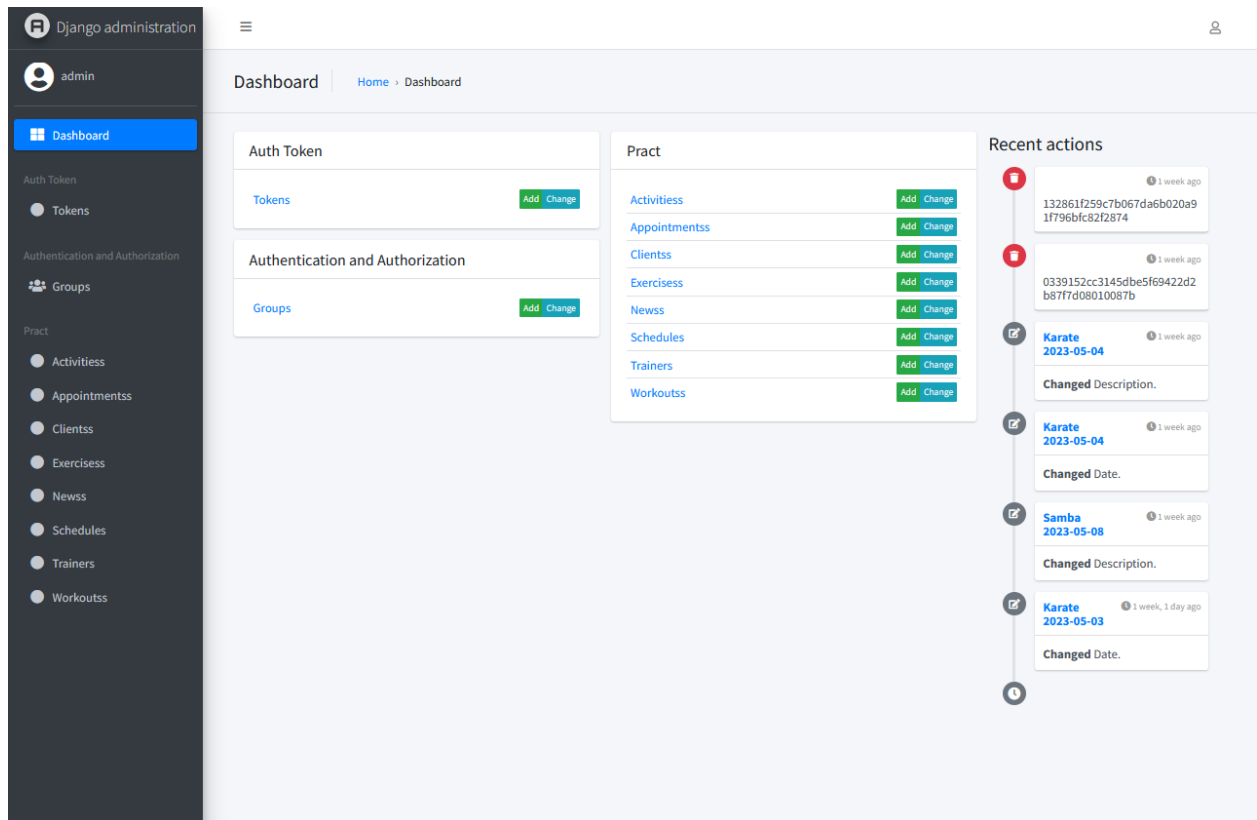 Django administration
admin
Dashboard
Auth Token
Tokens
Authentication and Authorization
Groups
Pract
Activitiess
Appointmentss
Clientss
Exercisess
Newss
Schedules
Trainers
Workoutss
Dashboard
Home › Dashboard
Auth Token
Tokens Add Change
Authentication and Authorization
Groups Add Change
Pract
Activitiess Add Change
Appointmentss Add Change
Clientss Add Change
Exercisess Add Change
Newss Add Change
Schedules Add Change
Trainers Add Change
Workoutss Add Change
Recent actions
1 week ago
132861f259c7b067da6b020a9
1f796bfc82f2874
1 week ago
0339152cc3145dbe5f69422d2
b87f7d08010087b
Karate 1 week ago
2023-05-04
Changed Description.
Karate 1 week ago
2023-05-04
Changed Date.
Samba 1 week ago
2023-05-08
Changed Description.
Karate 1 week, 1 day ago
2023-05-03
Changed Date.